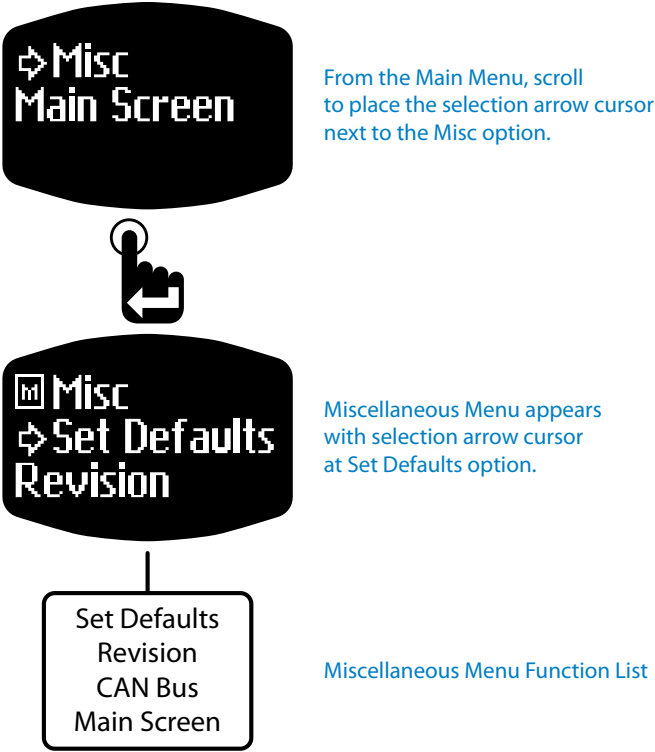 Misc
Main Screen
From the Main Menu, scroll
to place the selection arrow cursor
next to the Misc option.
M Misc
Set Defaults
Revision
Miscellaneous Menu appears
with selection arrow cursor
at Set Defaults option.
Set Defaults
Revision
CAN Bus
Main Screen
Miscellaneous Menu Function List